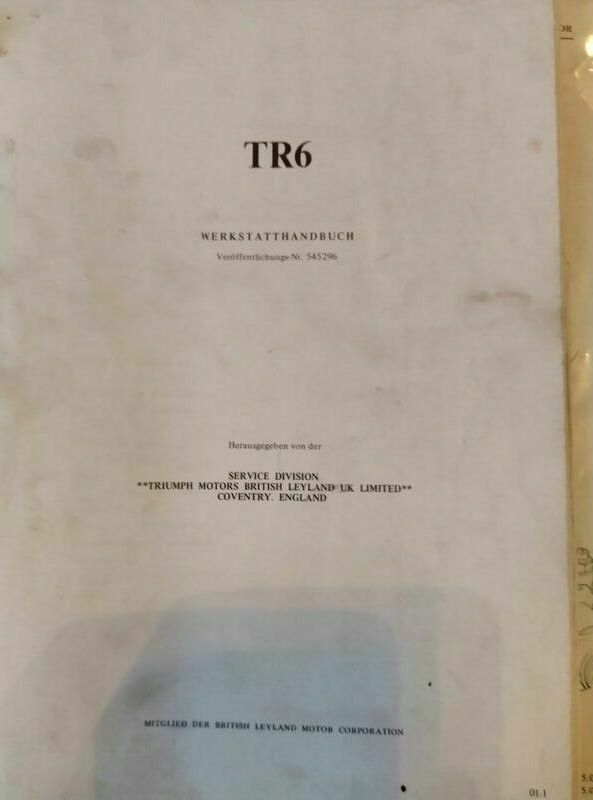 TR6
WERKSTATTHANDBUCH
Veröffentlichungs-Nr. 545296
Herausgegeben von der
SERVICE DIVISION
**TRIUMPH MOTORS BRITISH LEYLAND UK LIMITED**
COVENTRY. ENGLAND
MITGLIED DER BRITISH LEYLAND MOTOR CORPORATION
01.1